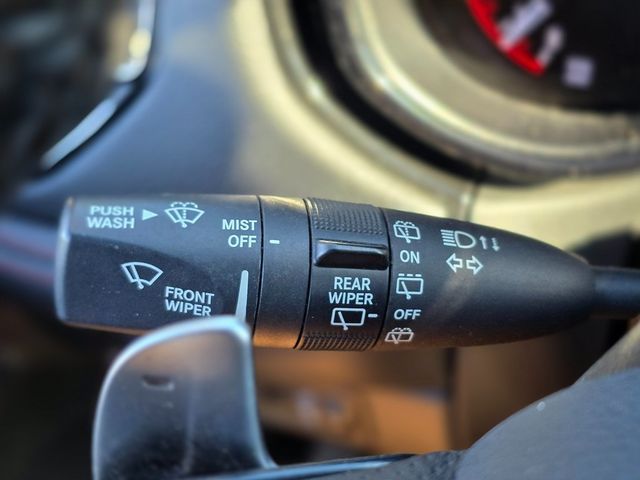 PUSH
WASH
MIST
OFF
FRONT
WIPER
REAR
WIPER
ON
OFF